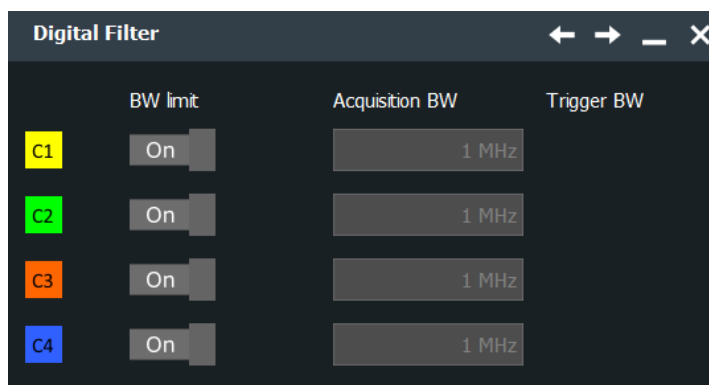 Digital Filter
BW limit Acquisition BW Trigger BW
C1 On 1 MHz
C2 On 1 MHz
C3 On 1 MHz
C4 On 1 MHz